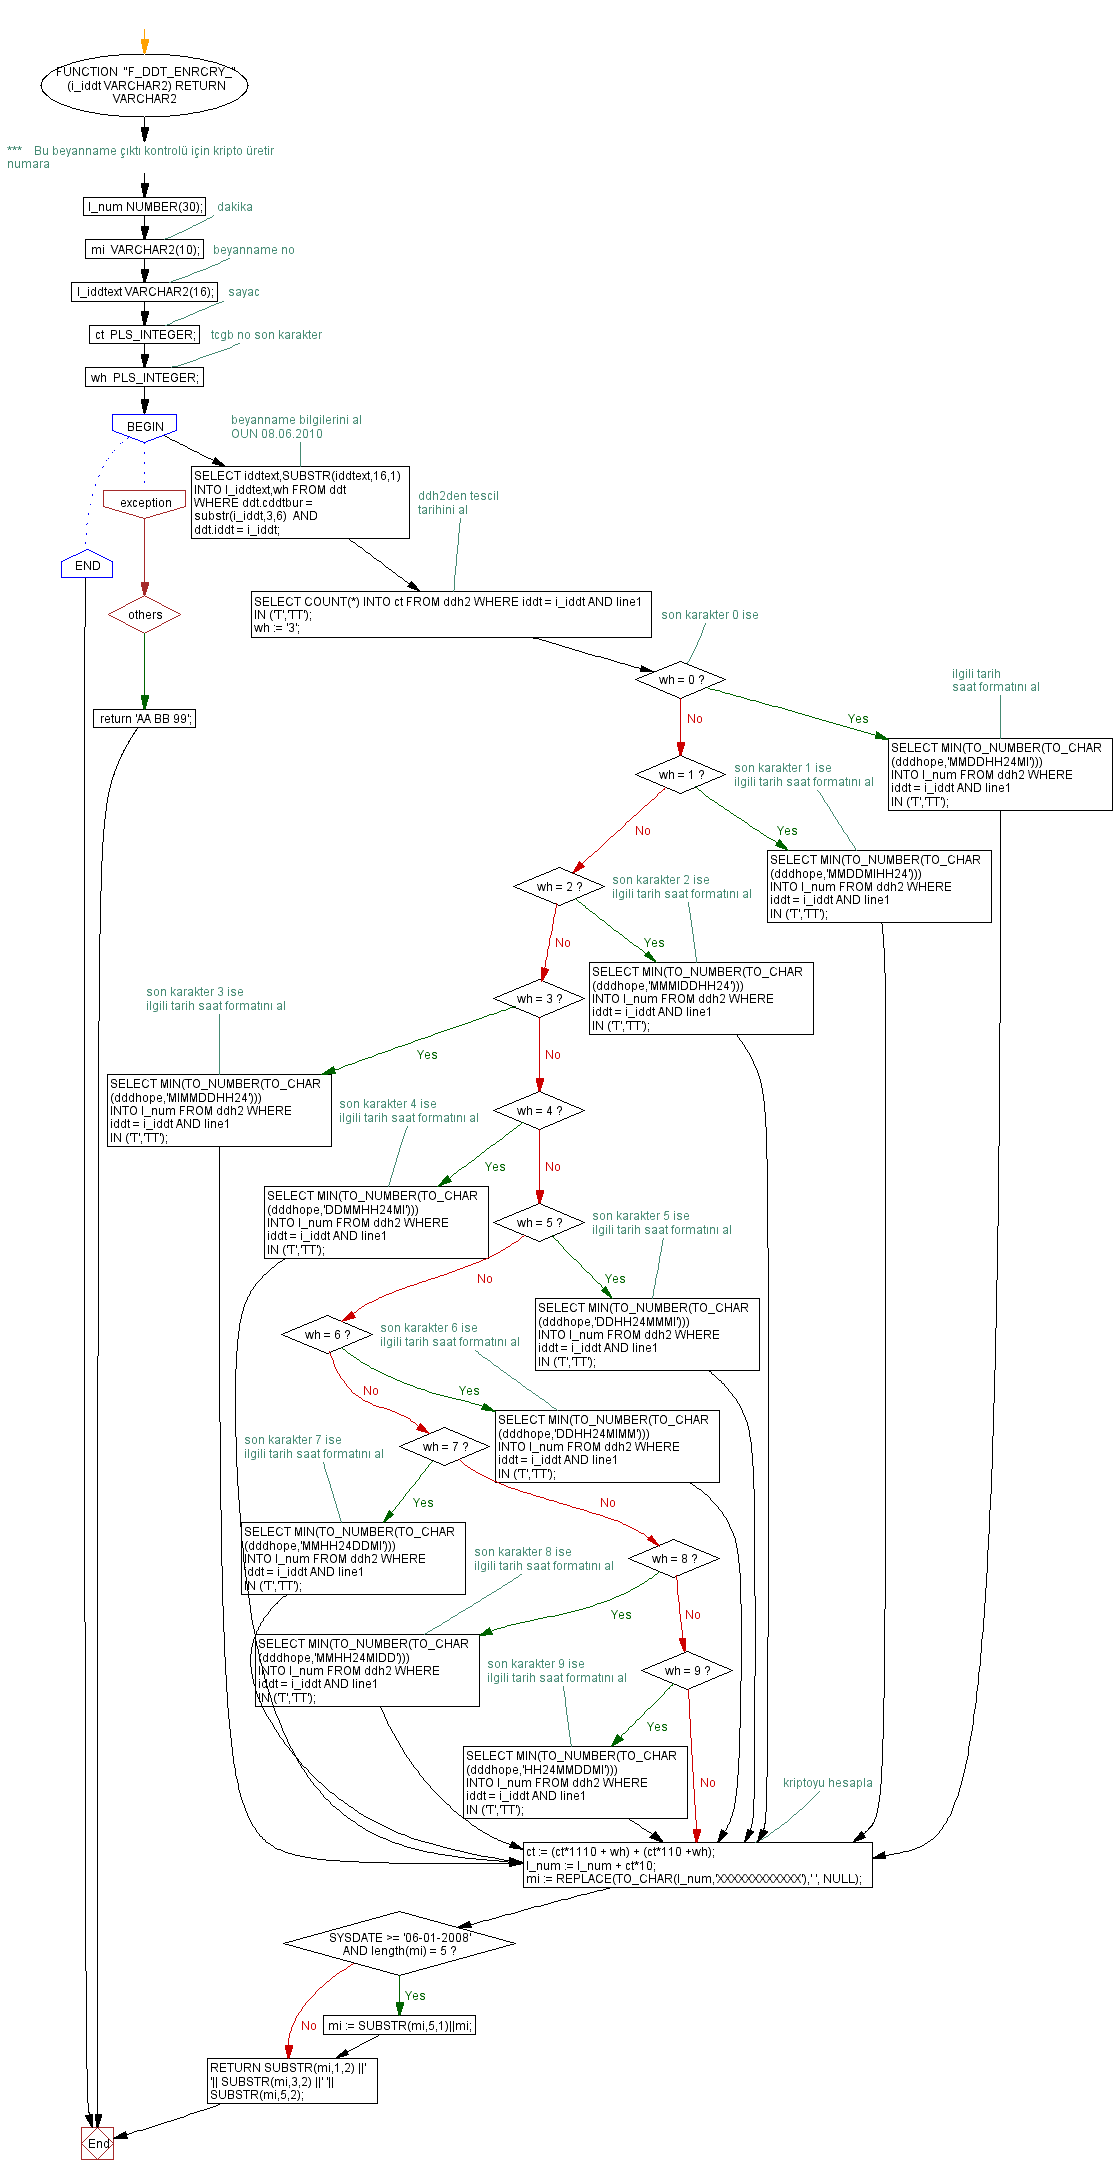 FUNCTION "F_DDT_ENRCRY_"
(i_iddt VARCHAR2) RETURN
VARCHAR2
*** Bu beyanname çıktı kontrolü için kripto üretir
numara
l_num NUMBER(30);
dakika
mi VARCHAR2(10);
beyanname no
l_iddtext VARCHAR2(16);
sayac
ct PLS_INTEGER;
tcgb no son karakter
wh PLS_INTEGER;
BEGIN
beyanname bilgilerini al
OUN 08.06.2010
SELECT iddtext,SUBSTR(iddtext,16,1)
INTO l_iddtext,wh FROM ddt
WHERE ddt.cddtbur =
substr(i_iddt,3,6) AND
ddt.iddt = i_iddt;
exception
ddh2den tescil
tarihini al
END
others
SELECT COUNT(*) INTO ct FROM ddh2 WHERE iddt = i_iddt AND line1
IN ('T','TT');
wh := '3';
son karakter 0 ise
wh = 0 ?
return 'AA BB 99';
No
Yes
ilgili tarih
saat formatını al
SELECT MIN(TO_NUMBER(TO_CHAR
(dddhope,'MMDDHH24MI')))
INTO l_num FROM ddh2 WHERE
iddt = i_iddt AND line1
IN ('T','TT');
wh = 1 ?
son karakter 1 ise
ilgili tarih saat formatını al
No
Yes
SELECT MIN(TO_NUMBER(TO_CHAR
(dddhope,'MMDDMIHH24')))
INTO l_num FROM ddh2 WHERE
iddt = i_iddt AND line1
IN ('T','TT');
wh = 2 ?
son karakter 2 ise
ilgili tarih saat formatını al
No
Yes
SELECT MIN(TO_NUMBER(TO_CHAR
(dddhope,'MMMIDDHH24')))
INTO l_num FROM ddh2 WHERE
iddt = i_iddt AND line1
IN ('T','TT');
wh = 3 ?
son karakter 3 ise
ilgili tarih saat formatını al
Yes
No
SELECT MIN(TO_NUMBER(TO_CHAR
(dddhope,'MIMMDDHH24')))
INTO l_num FROM ddh2 WHERE
iddt = i_iddt AND line1
IN ('T','TT');
wh = 4 ?
son karakter 4 ise
ilgili tarih saat formatını al
Yes
No
SELECT MIN(TO_NUMBER(TO_CHAR
(dddhope,'DDMMHH24MI')))
INTO l_num FROM ddh2 WHERE
iddt = i_iddt AND line1
IN ('T','TT');
wh = 5 ?
son karakter 5 ise
ilgili tarih saat formatını al
No
Yes
SELECT MIN(TO_NUMBER(TO_CHAR
(dddhope,'DDHH24MMMI')))
INTO l_num FROM ddh2 WHERE
iddt = i_iddt AND line1
IN ('T','TT');
wh = 6 ?
son karakter 6 ise
ilgili tarih saat formatını al
No
Yes
SELECT MIN(TO_NUMBER(TO_CHAR
(dddhope,'DDHH24MIMM')))
INTO l_num FROM ddh2 WHERE
iddt = i_iddt AND line1
IN ('T','TT');
wh = 7 ?
son karakter 7 ise
ilgili tarih saat formatını al
Yes
No
SELECT MIN(TO_NUMBER(TO_CHAR
(dddhope,'MMHH24DDMI')))
INTO l_num FROM ddh2 WHERE
iddt = i_iddt AND line1
IN ('T','TT');
wh = 8 ?
son karakter 8 ise
ilgili tarih saat formatını al
Yes
No
SELECT MIN(TO_NUMBER(TO_CHAR
(dddhope,'MMHH24MIDD')))
INTO l_num FROM ddh2 WHERE
iddt = i_iddt AND line1
IN ('T','TT');
wh = 9 ?
son karakter 9 ise
ilgili tarih saat formatını al
Yes
No
SELECT MIN(TO_NUMBER(TO_CHAR
(dddhope,'HH24MMDDMI')))
INTO l_num FROM ddh2 WHERE
iddt = i_iddt AND line1
IN ('T','TT');
kriptoyu hesapla
ct := (ct*1110 + wh) + (ct*110 +wh);
l_num := l_num + ct*10;
mi := REPLACE(TO_CHAR(l_num,'XXXXXXXXXXXX'),' ', NULL);
SYSDATE >= '06-01-2008'
AND length(mi) = 5 ?
Yes
No
mi := SUBSTR(mi,5,1)||mi;
RETURN SUBSTR(mi,1,2) ||'
'|| SUBSTR(mi,3,2) ||' '||
SUBSTR(mi,5,2);
End